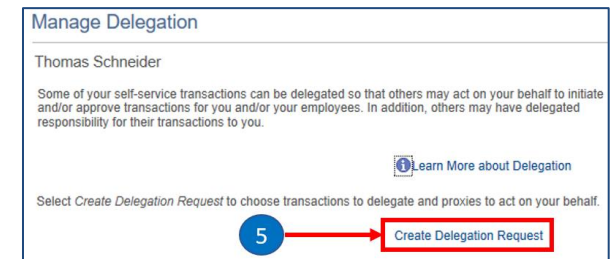 Manage Delegation
Thomas Schneider
Some of your self-service transactions can be delegated so that others may act on your behalf to initiate
and/or approve transactions for you and/or your employees. In addition, others may have delegated
responsibility for their transactions to you.
Learn More about Delegation
Select Create Delegation Request to choose transactions to delegate and proxies to act on your behalf.
5 Create Delegation Request